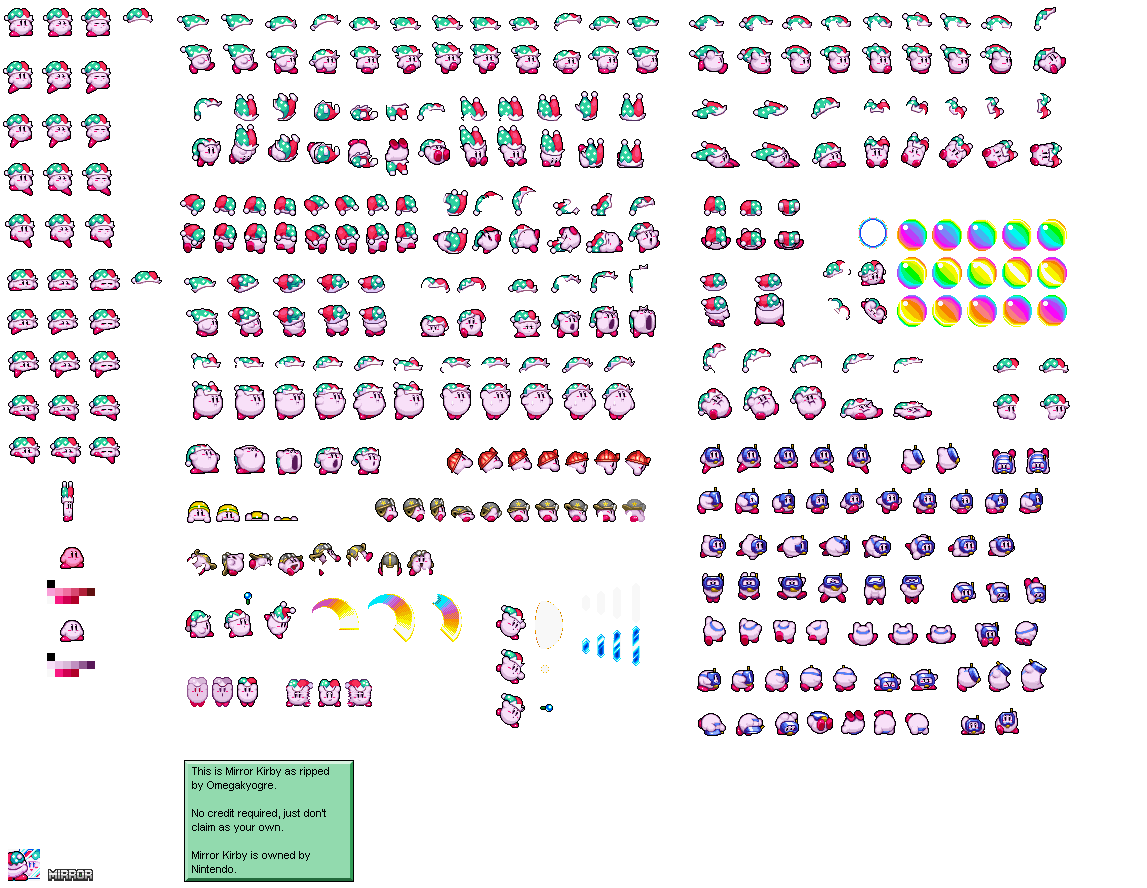 This is Mirror Kirby as ripped
by Omegakyogre.
No credit required, just don't
claim as your own.
Mirror Kirby is owned by
Nintendo.
MIRROR